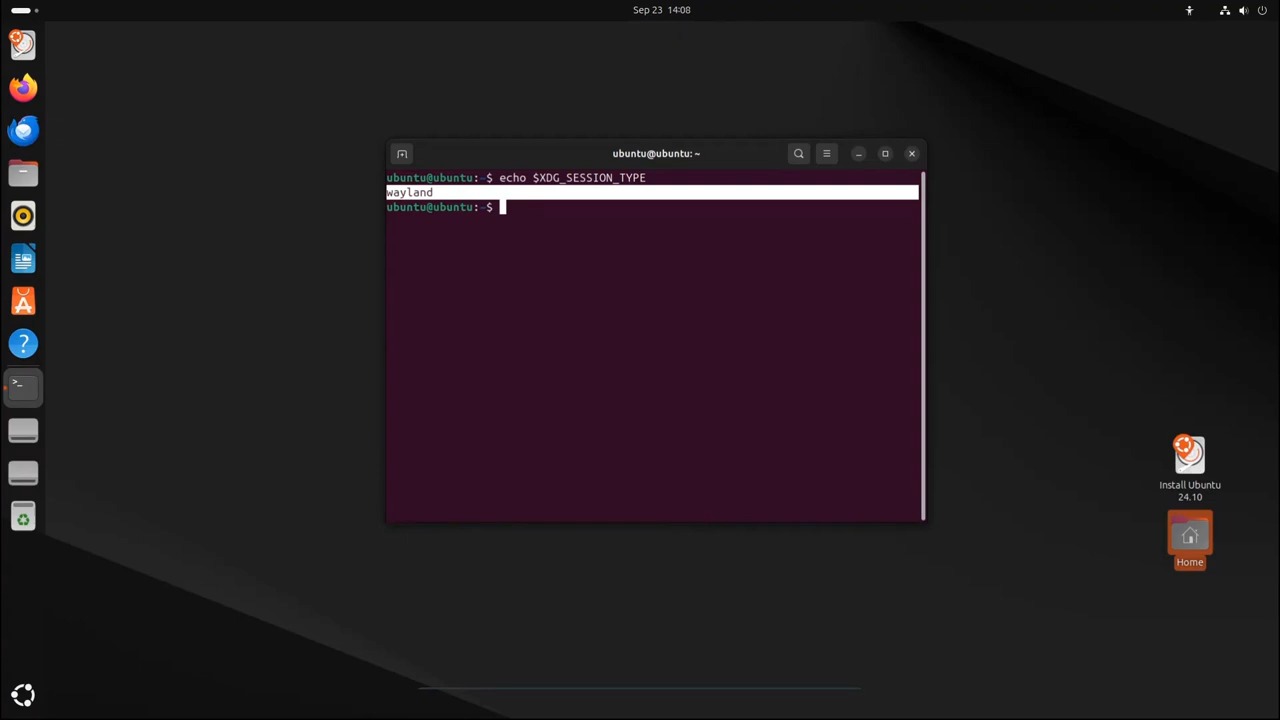 Sep 23 14:08
ubuntu@ubuntu: ~
ubuntu@ubuntu:~$ echo $XDG_SESSION_TYPE
wayland
ubuntu@ubuntu:~$
Install Ubuntu
24.10
Home